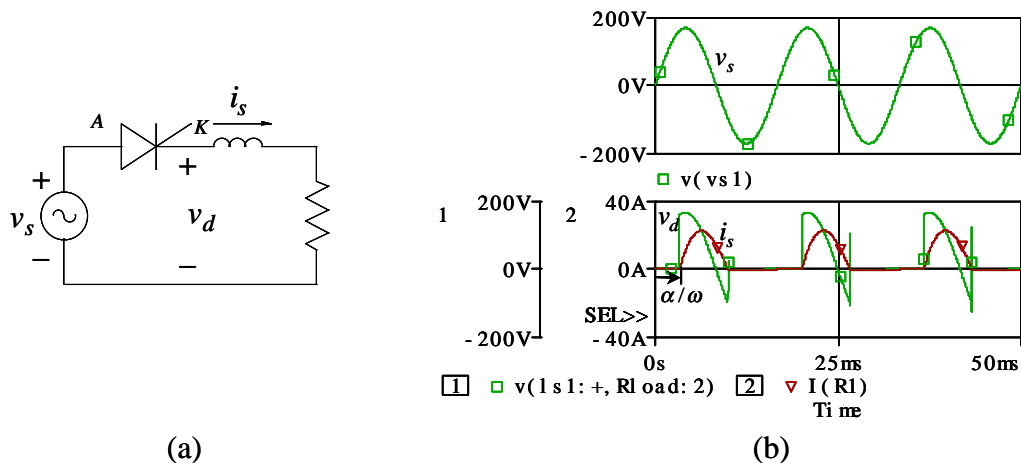 A
K
i_s
+
v_s
−
+
v_d
−
(a)
200V
0V
-200V
v_s
v(vs1)
1
200V
0V
-200V
2
40A
0A
SEL>>
-40A
v_d
i_s
α/ω
0s
25ms
50ms
1 v(ls1:+,Rload:2) 2 I(R1)
Time
(b)